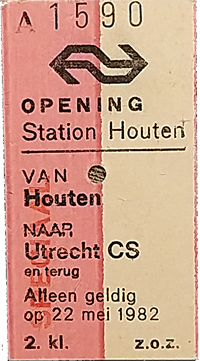 A 1590
OPENING
Station Houten
VAN
Houten
NAAR
Utrecht CS
en terug
Alleen geldig
op 22 mei 1982
2. kl. z.o.z.
SPECIAAL